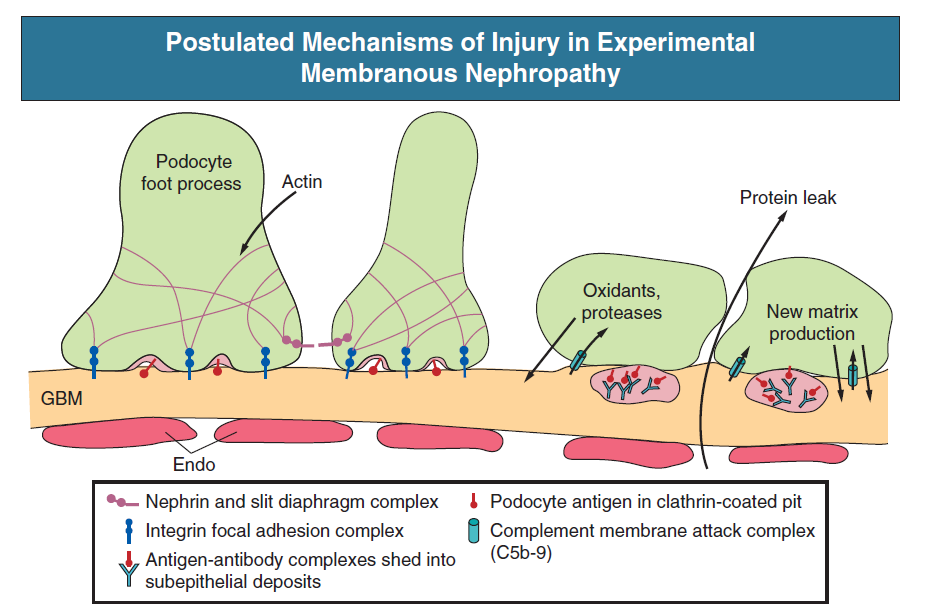 Postulated Mechanisms of Injury in Experimental
Membranous Nephropathy
Podocyte
foot process
Actin
Protein leak
Oxidants,
proteases
New matrix
production
GBM
Endo
Nephrin and slit diaphragm complex
Integrin focal adhesion complex
Antigen-antibody complexes shed into
subepithelial deposits
Podocyte antigen in clathrin-coated pit
Complement membrane attack complex
(C5b-9)